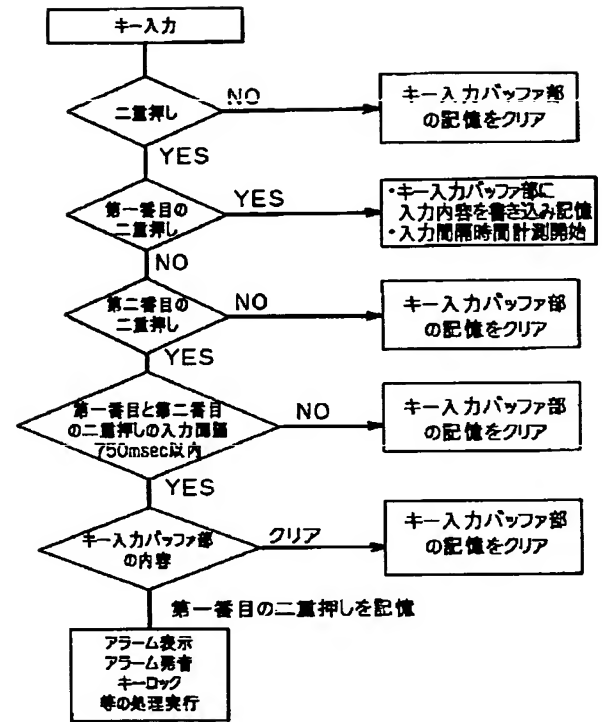 キー入力
二重押し
NO
キー入力バッファ部
の記憶をクリア
YES
第一番目の
二重押し
YES
・キー入力バッファ部に
入力内容を書き込み記憶
・入力間隔時間計測開始
NO
第二番目の
二重押し
NO
キー入力バッファ部
の記憶をクリア
YES
第一番目と第二番目
の二重押しの入力間隔
750msec以内
NO
キー入力バッファ部
の記憶をクリア
YES
キー入力バッファ部
の内容
クリア
キー入力バッファ部
の記憶をクリア
第一番目の二重押しを記憶
アラーム表示
アラーム発音
キーロック
等の処理実行